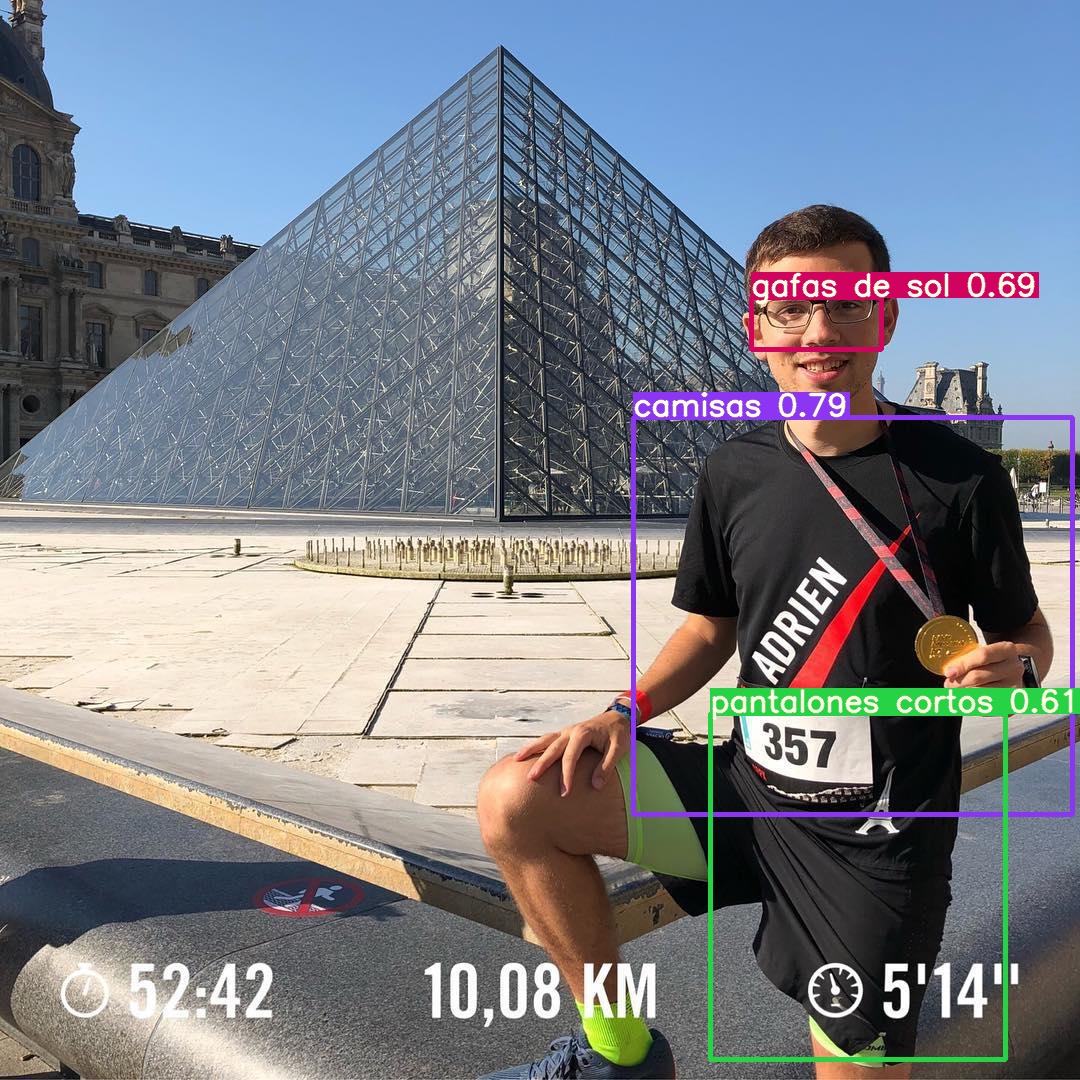 gafas de sol 0.69
camisas 0.79
ADRIEN
pantalones cortos 0.61
357
52:42
10,08 KM
5'14"